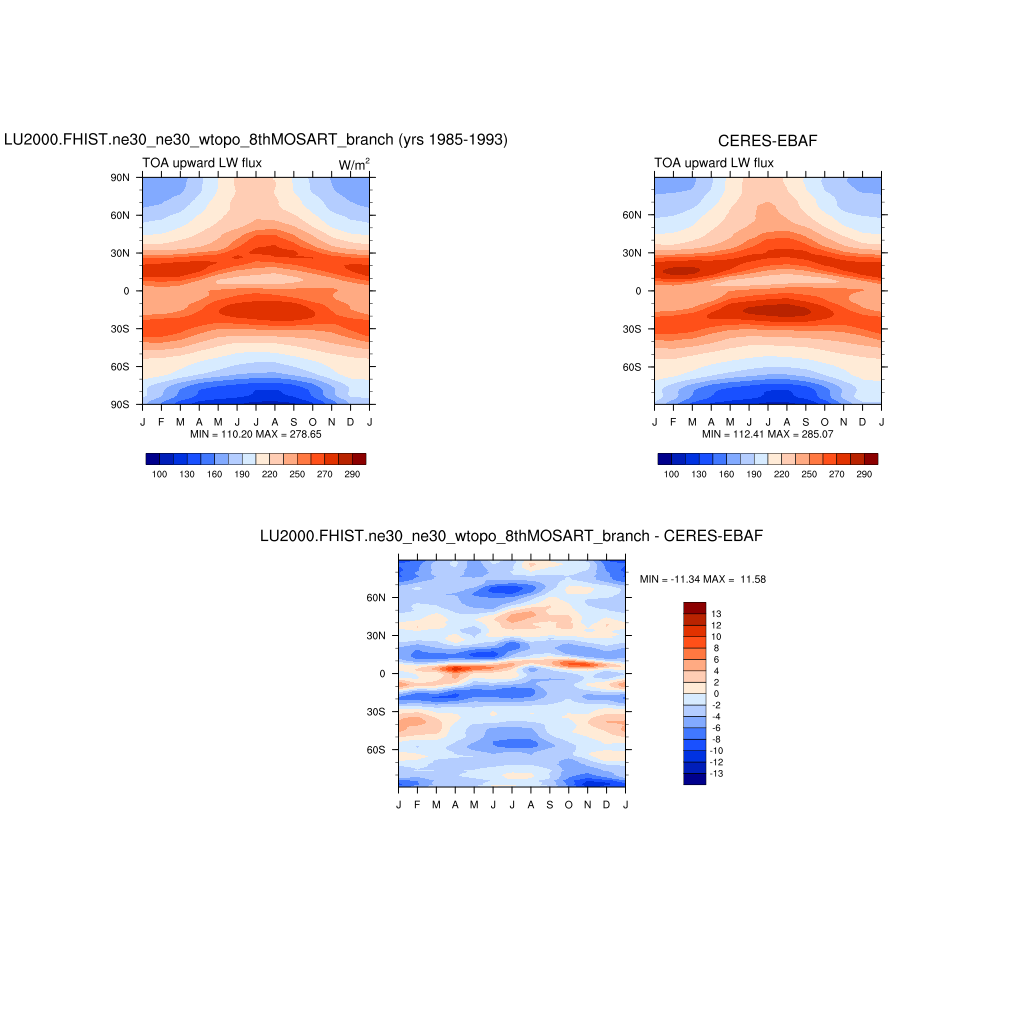 LU2000.FHIST.ne30_ne30_wtopo_8thMOSART_branch (yrs 1985-1993)
TOA upward LW flux W/m2
90N
60N
30N
0
30S
60S
90S
J F M A M J J A S O N D J
MIN = 110.20 MAX = 278.65
100 130 160 190 220 250 270 290
CERES-EBAF
TOA upward LW flux
60N
30N
0
30S
60S
J F M A M J J A S O N D J
MIN = 112.41 MAX = 285.07
100 130 160 190 220 250 270 290
LU2000.FHIST.ne30_ne30_wtopo_8thMOSART_branch - CERES-EBAF
MIN = -11.34 MAX = 11.58
60N
30N
0
30S
60S
J F M A M J J A S O N D J
13
12
10
8
6
4
2
0
-2
-4
-6
-8
-10
-12
-13